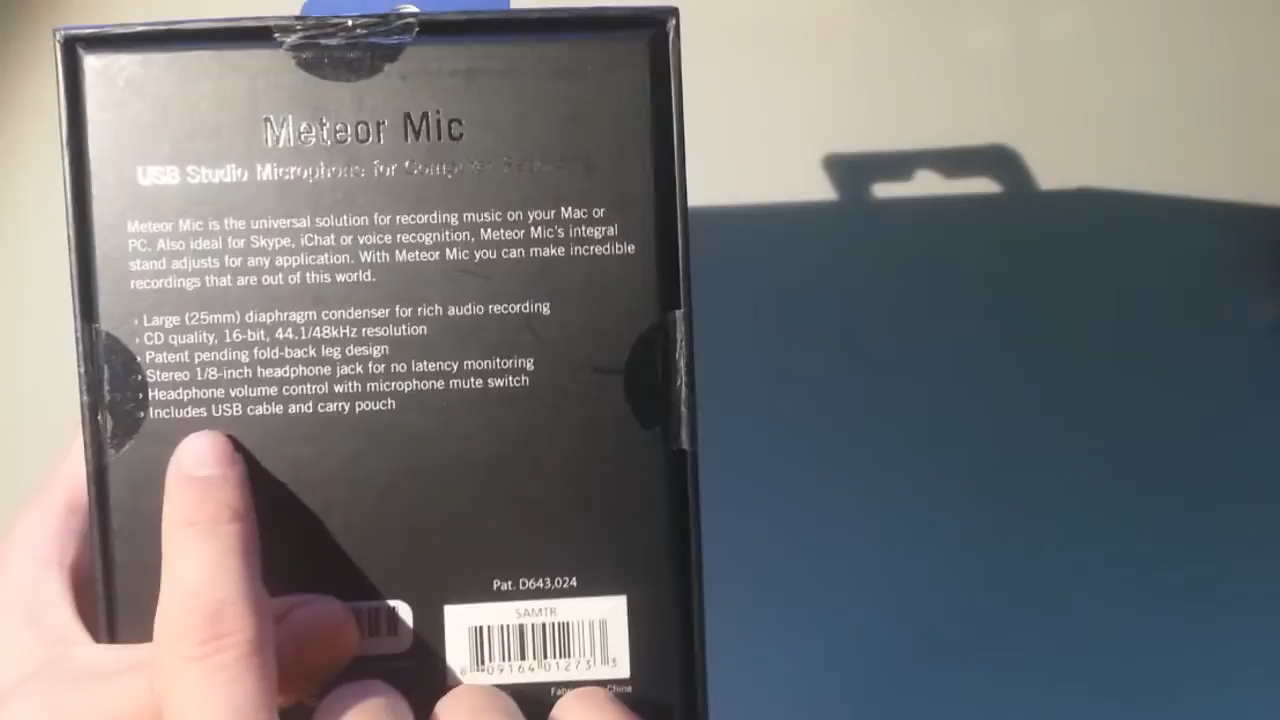 Meteor Mic
USB Studio Microphone for Computer
Meteor Mic is the universal solution for recording music on your Mac or
PC. Also ideal for Skype, iChat or voice recognition, Meteor Mic's integral
stand adjusts for any application. With Meteor Mic you can make incredible
recordings that are out of this world.
› Large (25mm) diaphragm condenser for rich audio recording
› CD quality, 16-bit, 44.1/48kHz resolution
› Patent pending fold-back leg design
› Stereo 1/8-inch headphone jack for no latency monitoring
› Headphone volume control with microphone mute switch
› Includes USB cable and carry pouch
Pat. D643,024
SAMTR
09164 01273 3
Chine